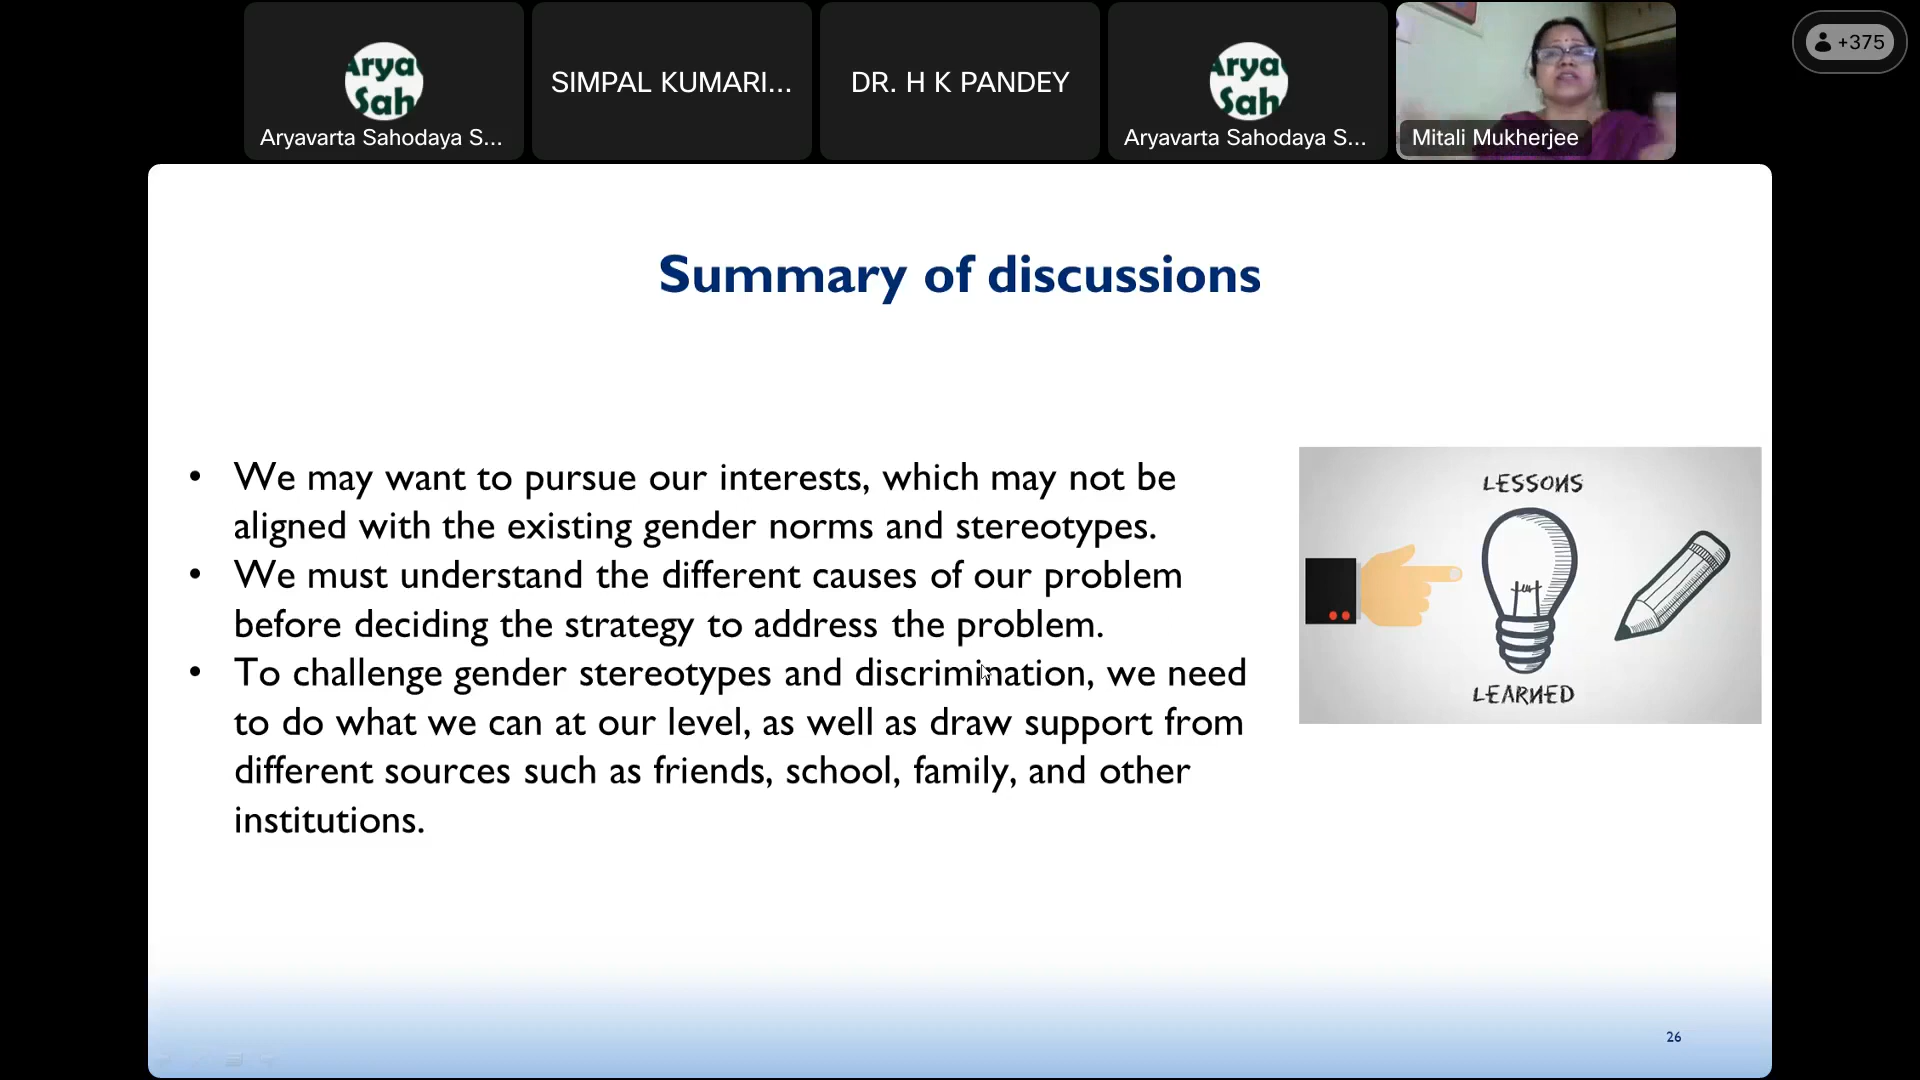 Arya
Sah
Aryavarta Sahodaya S...
SIMPAL KUMARI...
DR. H K PANDEY
Arya
Sah
Aryavarta Sahodaya S...
Mitali Mukherjee
+375
Summary of discussions
• We may want to pursue our interests, which may not be
aligned with the existing gender norms and stereotypes.
• We must understand the different causes of our problem
before deciding the strategy to address the problem.
• To challenge gender stereotypes and discrimination, we need
to do what we can at our level, as well as draw support from
different sources such as friends, school, family, and other
institutions.
LESSONS
LEARNED
26